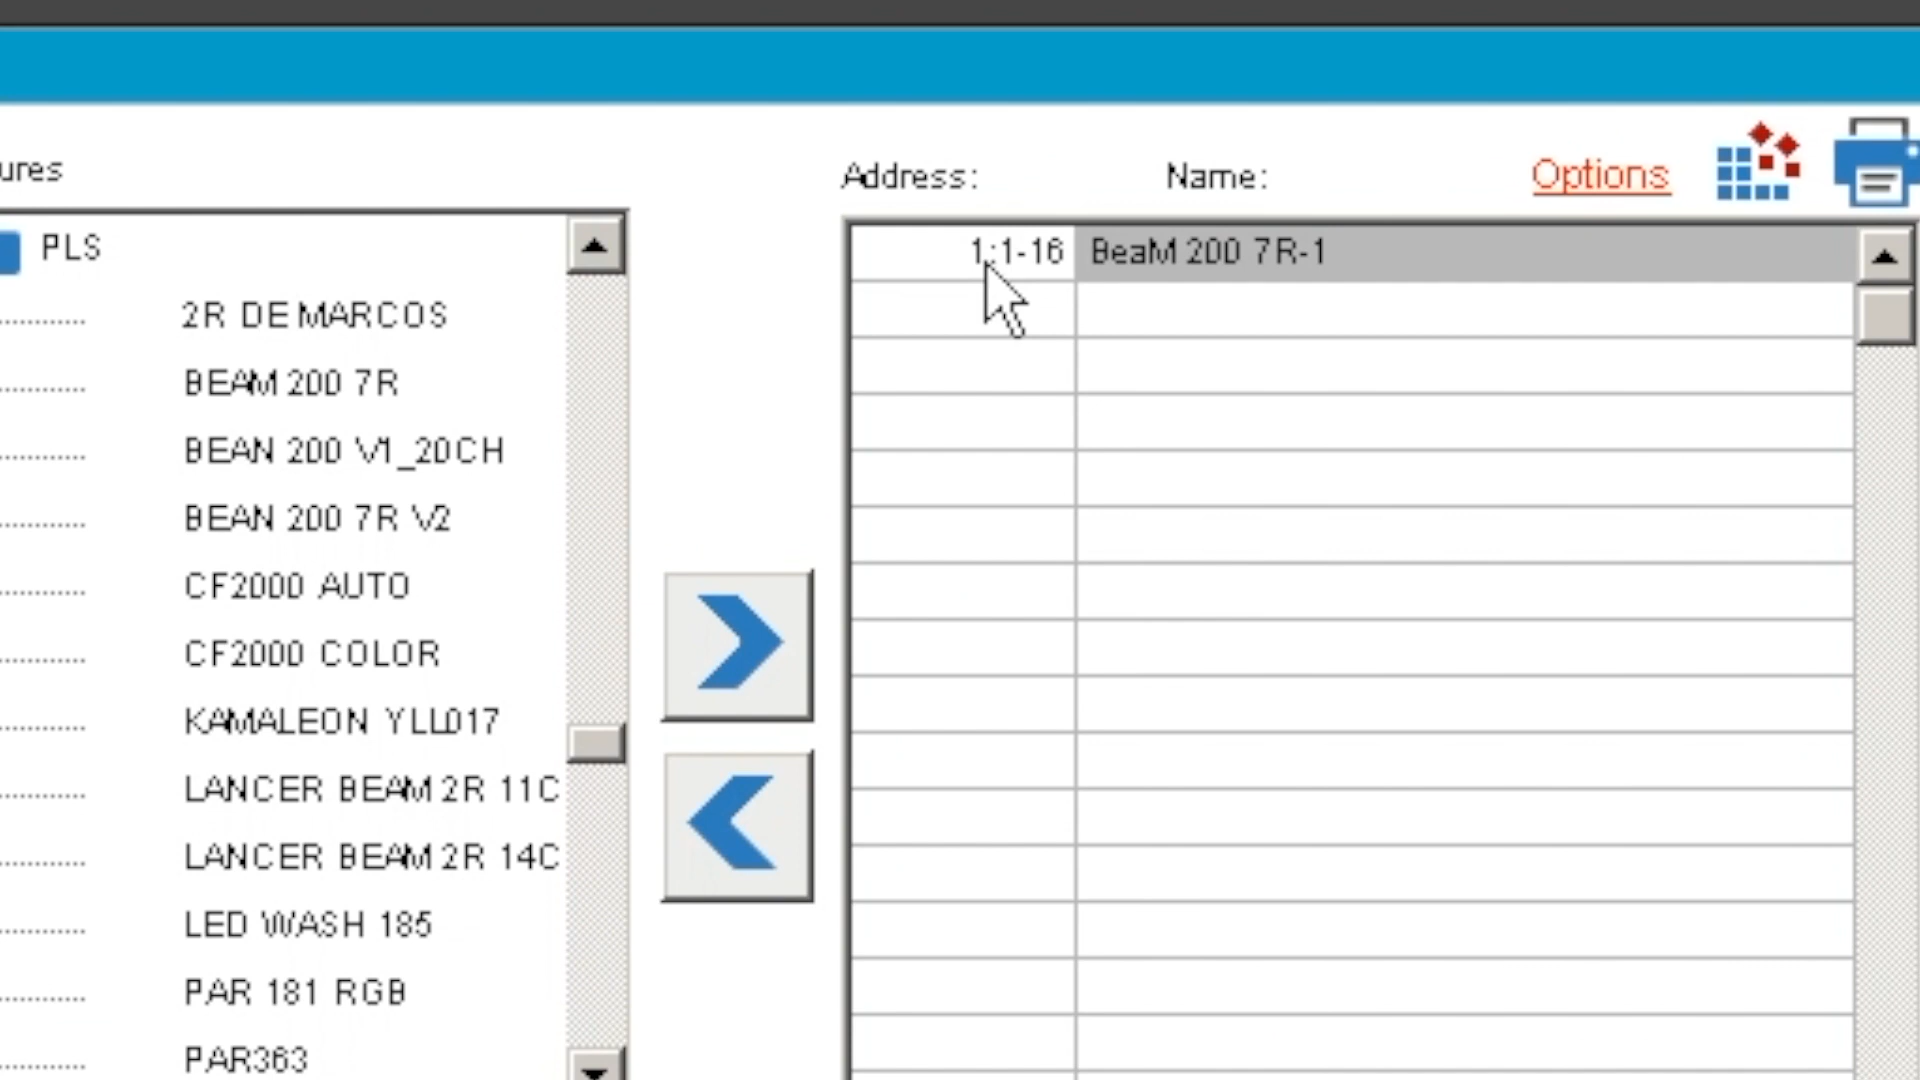 ures
PLS
2R DEMARCOS
BEAM 200 7R
BEAN 200 V1_20CH
BEAN 200 7R V2
CF2000 AUTO
CF2000 COLOR
KAMALEON YLL017
LANCER BEAM 2R 11C
LANCER BEAM 2R 14C
LED WASH 185
PAR 181 RGB
PAR363
Address: Name: Options
1:1-16 BeaM 200 7R-1